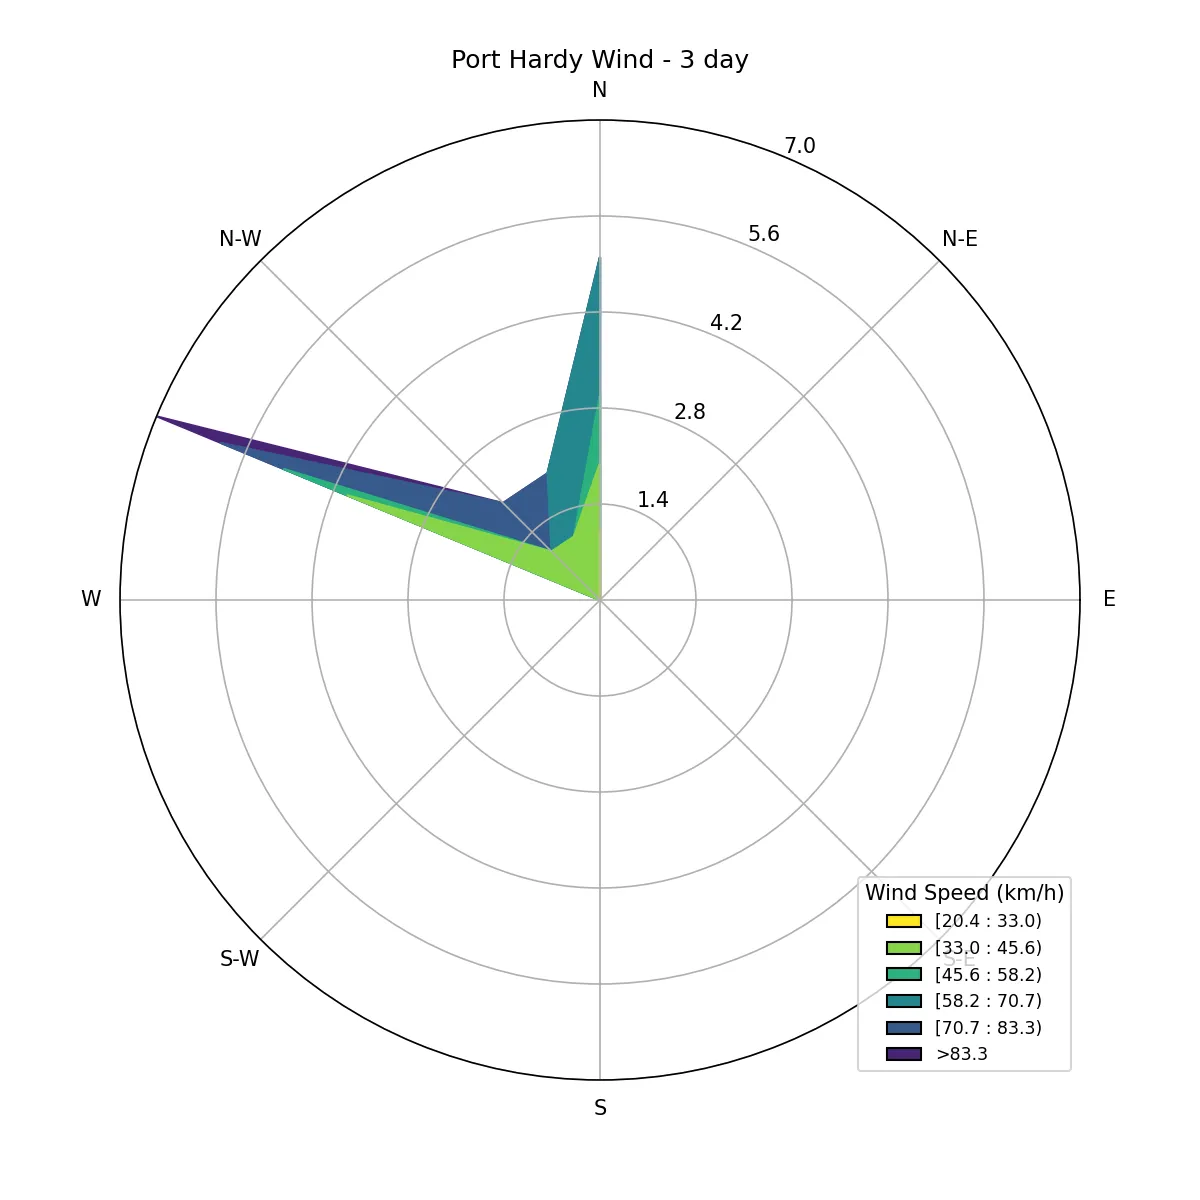 Port Hardy Wind - 3 day
N
7.0
N-W
5.6
N-E
4.2
2.8
1.4
W
E
Wind Speed (km/h)
[20.4 : 33.0)
[33.0 : 45.6)
S-W
S-E
[45.6 : 58.2)
[58.2 : 70.7)
[70.7 : 83.3)
>83.3
S